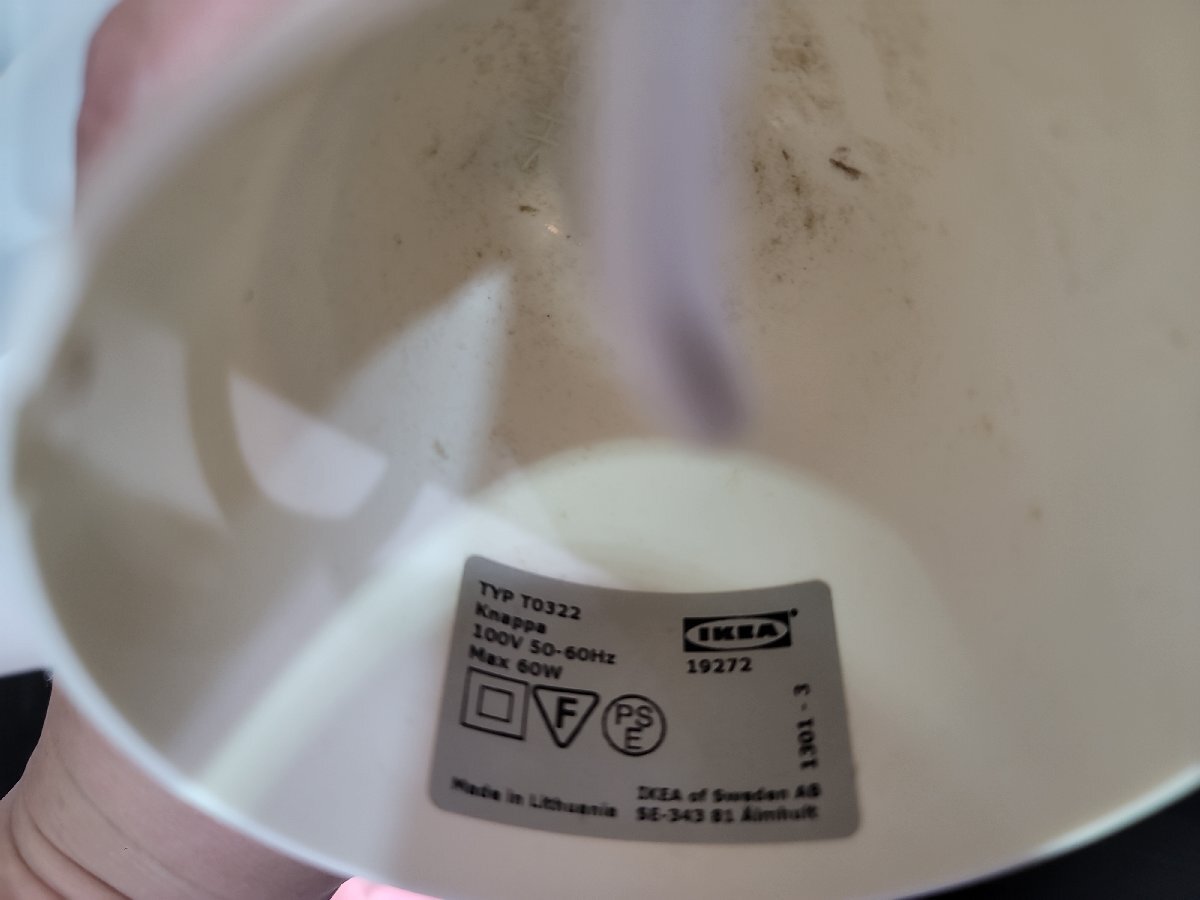 TYP T0322
Knappa
100V 50-60Hz
Max 60W
F
PS
E
IKEA
19272
1301 - 3
Made in Lithuania
IKEA of Sweden AB
SE-343 81 Älmhult